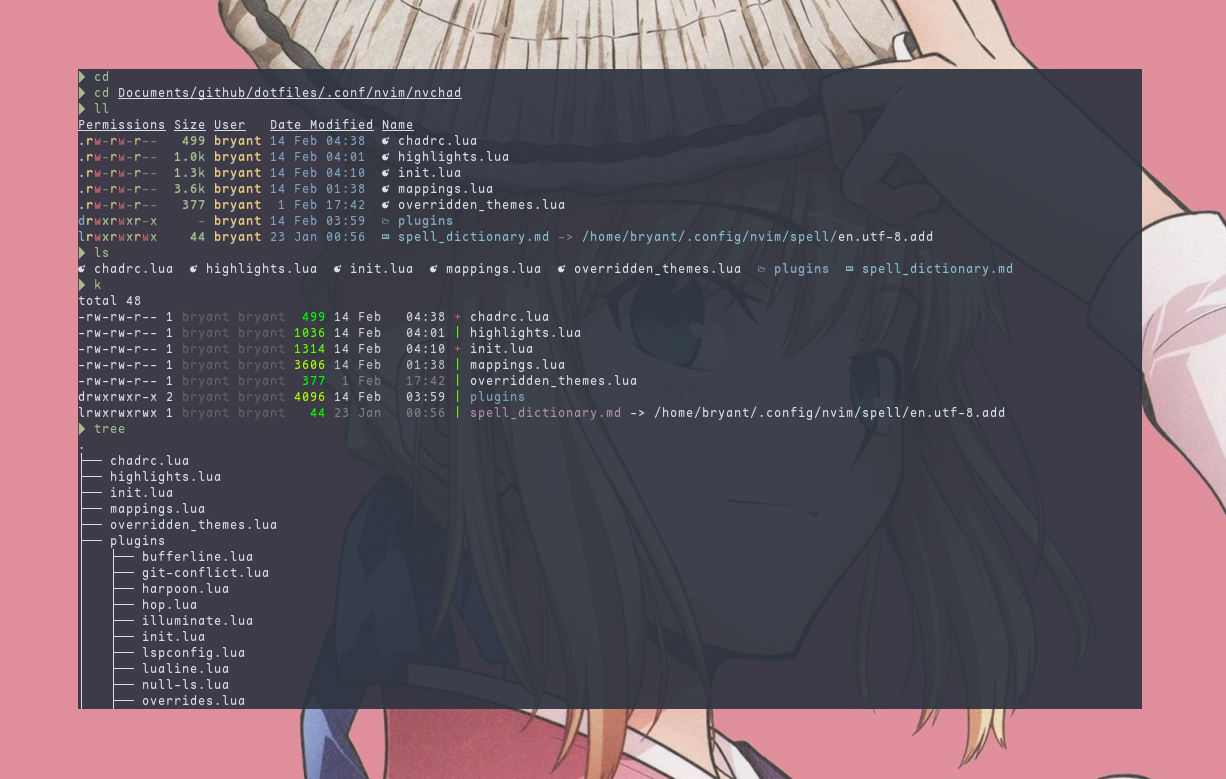 cd
cd Documents/github/dotfiles/.conf/nvim/nvchad
ll
Permissions Size User Date Modified Name
.rw-rw-r-- 499 bryant 14 Feb 04:38 chadrc.lua
.rw-rw-r-- 1.0k bryant 14 Feb 04:01 highlights.lua
.rw-rw-r-- 1.3k bryant 14 Feb 04:10 init.lua
.rw-rw-r-- 3.6k bryant 14 Feb 01:38 mappings.lua
.rw-rw-r-- 377 bryant 1 Feb 17:42 overridden_themes.lua
drwxrwxr-x - bryant 14 Feb 03:59 plugins
lrwxrwxrwx 44 bryant 23 Jan 00:56 spell_dictionary.md -> /home/bryant/.config/nvim/spell/en.utf-8.add
ls
chadrc.lua highlights.lua init.lua mappings.lua overridden_themes.lua plugins spell_dictionary.md
k
total 48
-rw-rw-r-- 1 bryant bryant 499 14 Feb 04:38 + chadrc.lua
-rw-rw-r-- 1 bryant bryant 1036 14 Feb 04:01 | highlights.lua
-rw-rw-r-- 1 bryant bryant 1314 14 Feb 04:10 + init.lua
-rw-rw-r-- 1 bryant bryant 3606 14 Feb 01:38 | mappings.lua
-rw-rw-r-- 1 bryant bryant 377 1 Feb 17:42 | overridden_themes.lua
drwxrwxr-x 2 bryant bryant 4096 14 Feb 03:59 | plugins
lrwxrwxrwx 1 bryant bryant 44 23 Jan 00:56 | spell_dictionary.md -> /home/bryant/.config/nvim/spell/en.utf-8.add
tree
.
├── chadrc.lua
├── highlights.lua
├── init.lua
├── mappings.lua
├── overridden_themes.lua
├── plugins
│   ├── bufferline.lua
│   ├── git-conflict.lua
│   ├── harpoon.lua
│   ├── hop.lua
│   ├── illuminate.lua
│   ├── init.lua
│   ├── lspconfig.lua
│   ├── lualine.lua
│   ├── null-ls.lua
│   ├── overrides.lua